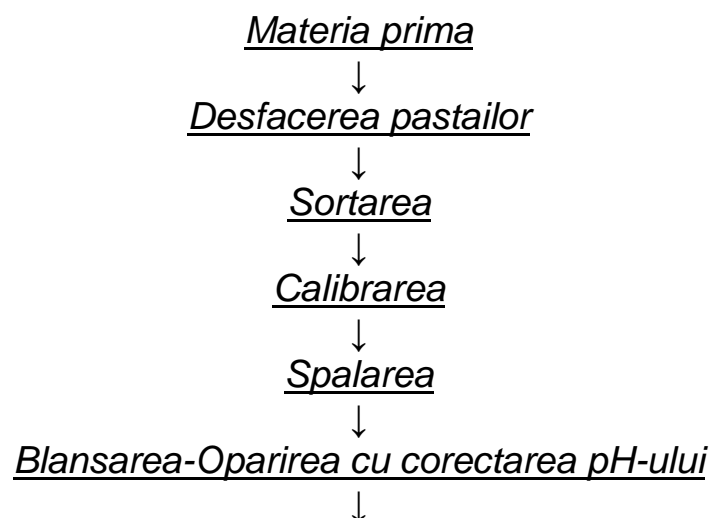 Materia prima
↓
Desfacerea pastailor
↓
Sortarea
↓
Calibrarea
↓
Spalarea
↓
Blansarea-Oparirea cu corectarea pH-ului
↓